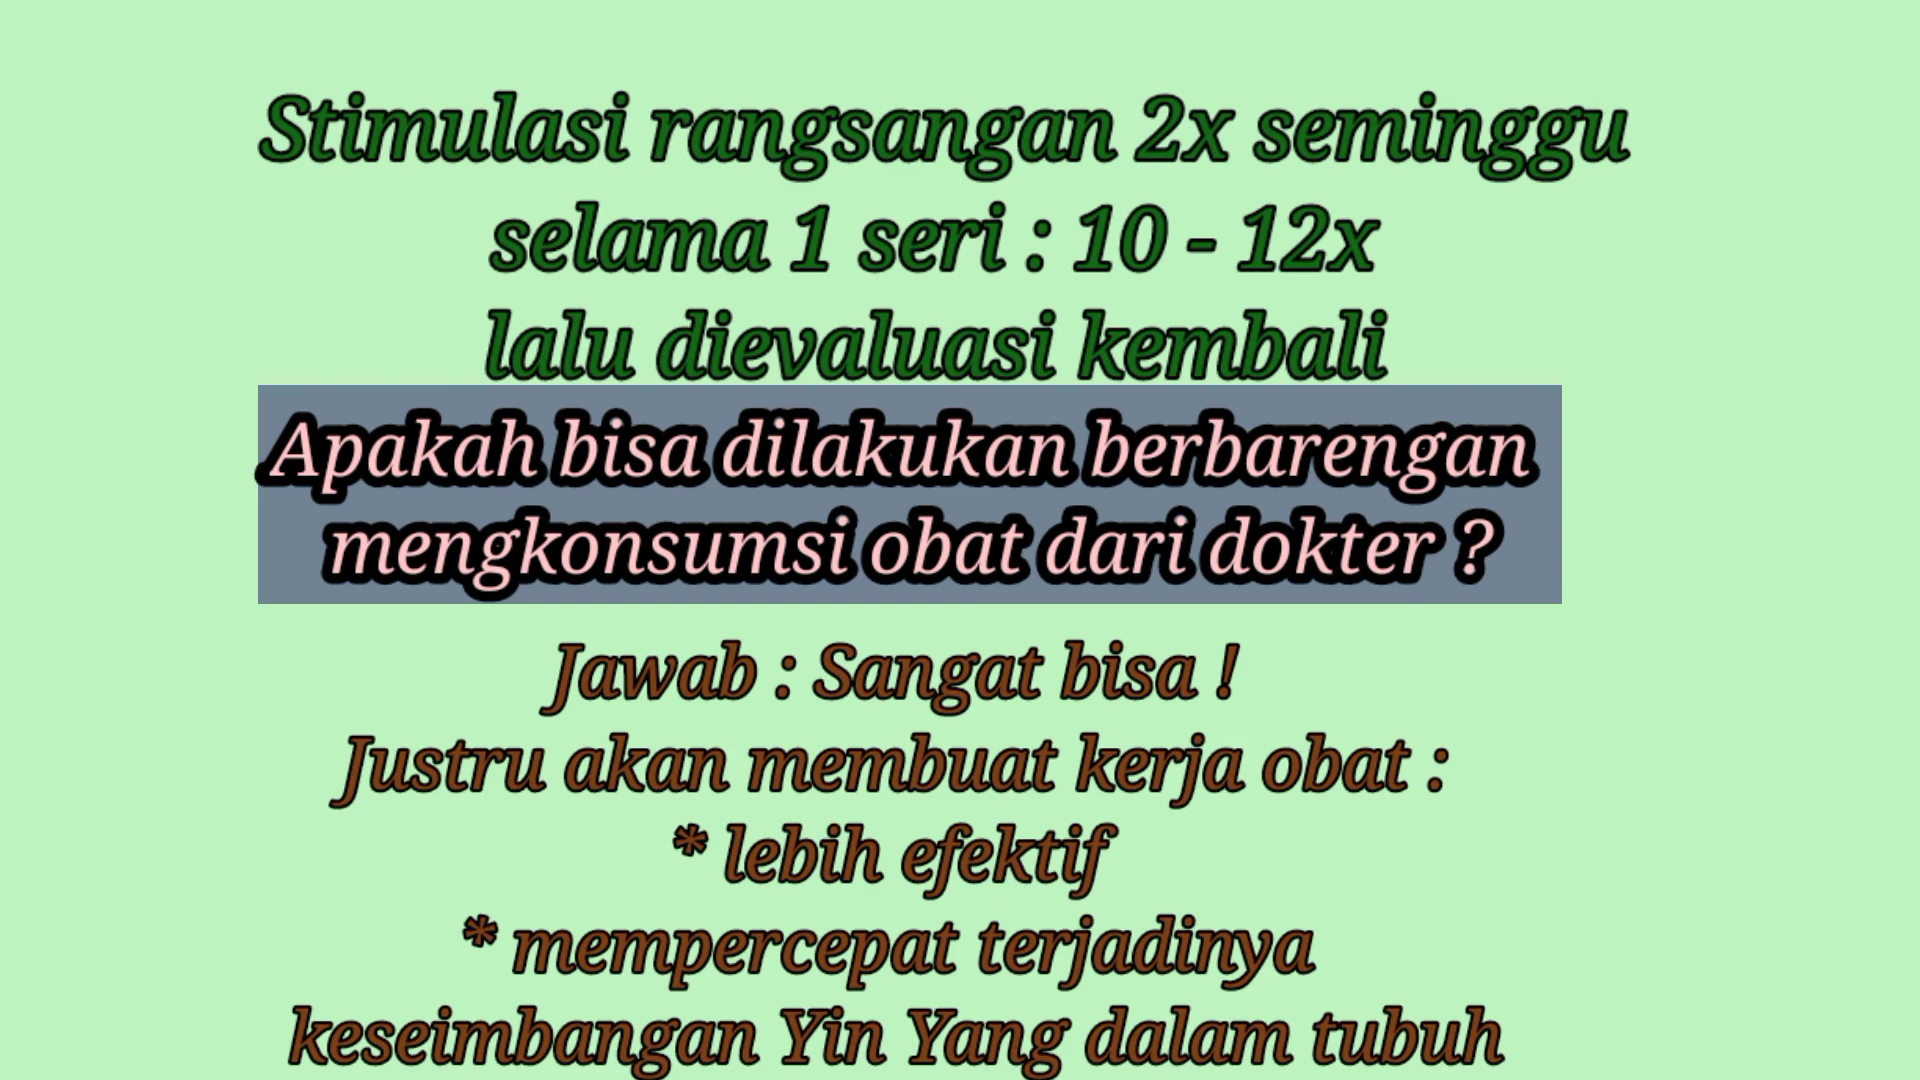 Stimulasi rangsangan 2x seminggu
selama 1 seri : 10 - 12x
lalu dievaluasi kembali
Apakah bisa dilakukan berbarengan
mengkonsumsi obat dari dokter ?
Jawab : Sangat bisa !
Justru akan membuat kerja obat :
* lebih efektif
* mempercepat terjadinya
keseimbangan Yin Yang dalam tubuh